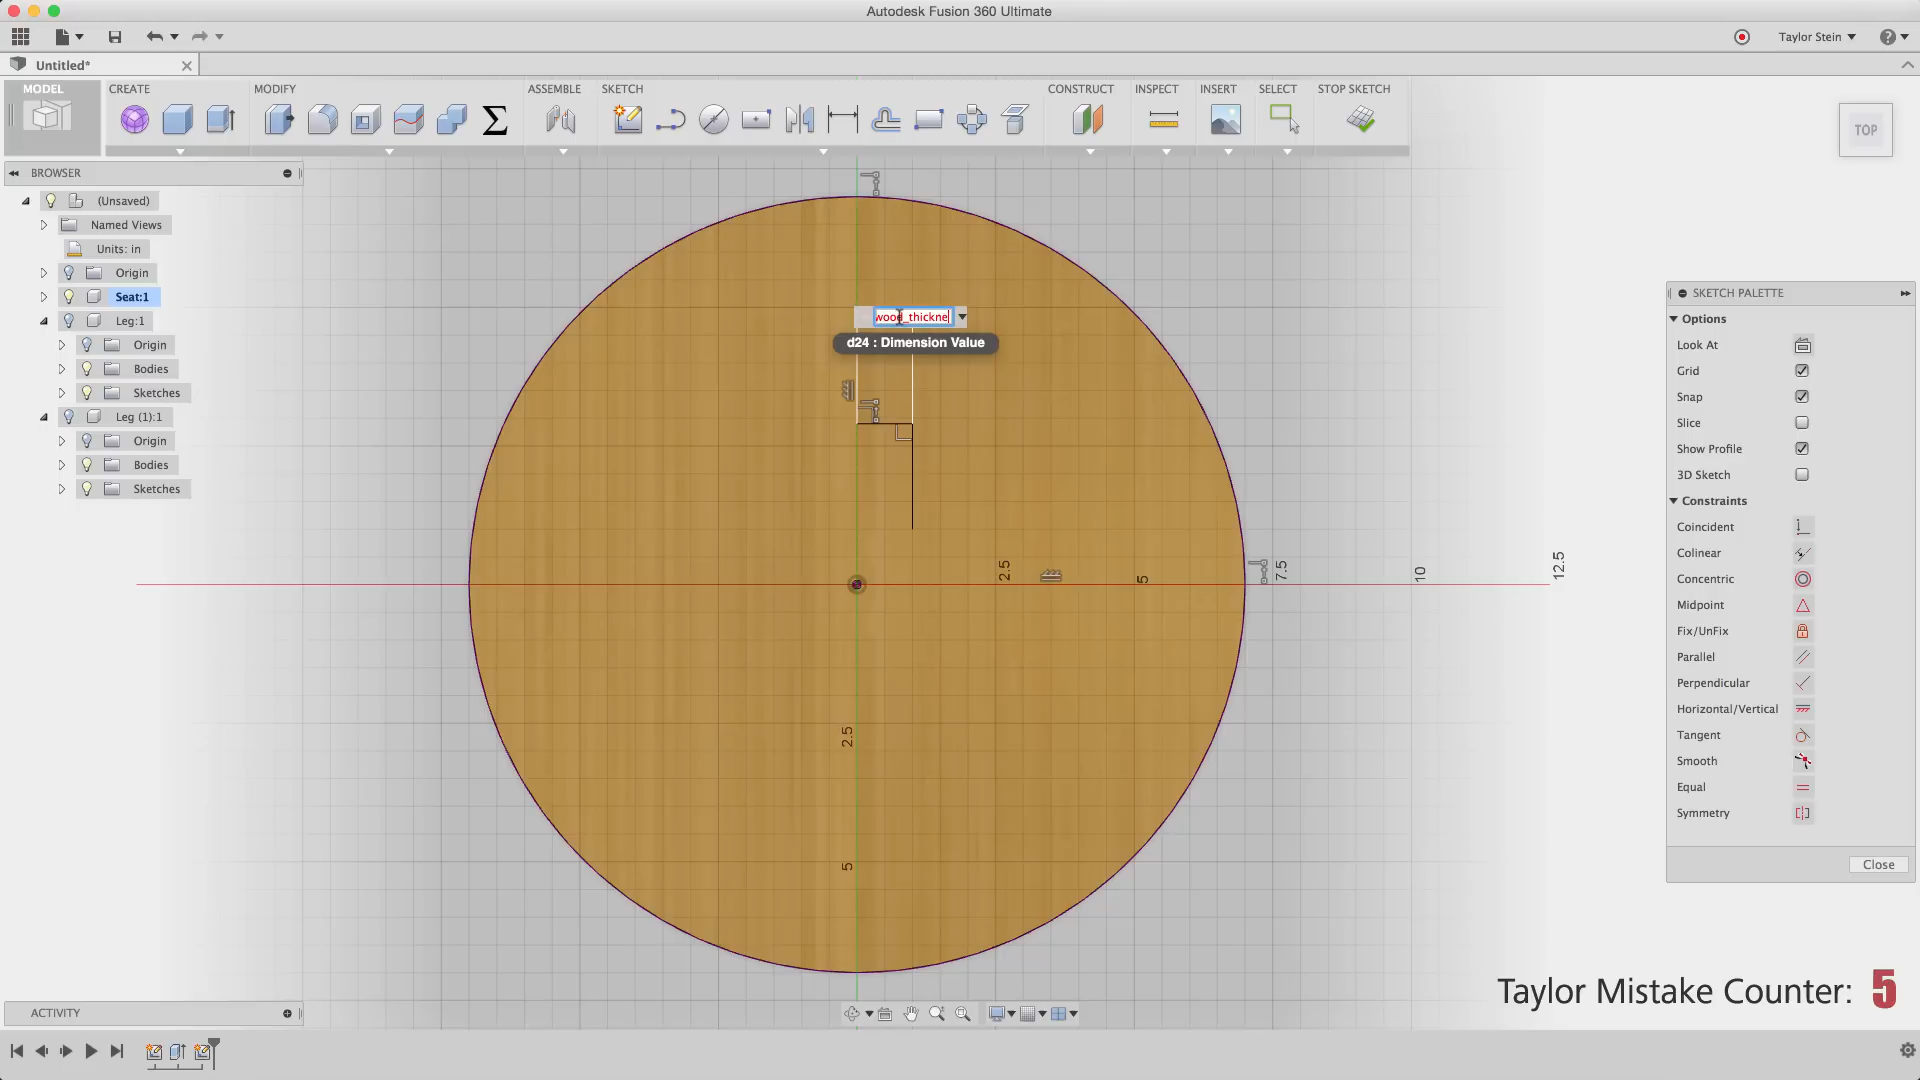 Autodesk Fusion 360 Ultimate
Taylor Stein
Untitled*
MODEL
CREATE
MODIFY
ASSEMBLE
SKETCH
CONSTRUCT
INSPECT
INSERT
SELECT
STOP SKETCH
TOP
BROWSER
(Unsaved)
Named Views
Units: in
Origin
Seat:1
Leg:1
Origin
Bodies
Sketches
Leg (1):1
Origin
Bodies
Sketches
wood_thickne
d24 : Dimension Value
2.5
5
7.5
10
12.5
2.5
5
SKETCH PALETTE
Options
Look At
Grid
Snap
Slice
Show Profile
3D Sketch
Constraints
Coincident
Colinear
Concentric
Midpoint
Fix/UnFix
Parallel
Perpendicular
Horizontal/Vertical
Tangent
Smooth
Equal
Symmetry
Close
Taylor Mistake Counter: 5
ACTIVITY